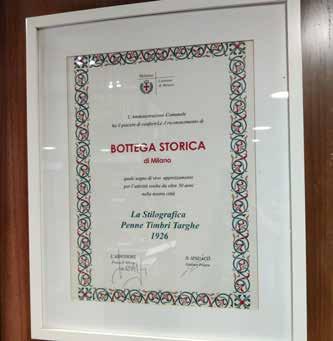 Milano
Comune
di Milano
L'Amministrazione Comunale
ha il piacere di conferirLe il riconoscimento di
BOTTEGA STORICA
di Milano
quale segno di vivo apprezzamento
per l'attività svolta da oltre 50 anni
nella nostra città
La Stilografica
Penne Timbri Targhe
1926
L'ASSESSORE
IL SINDACO